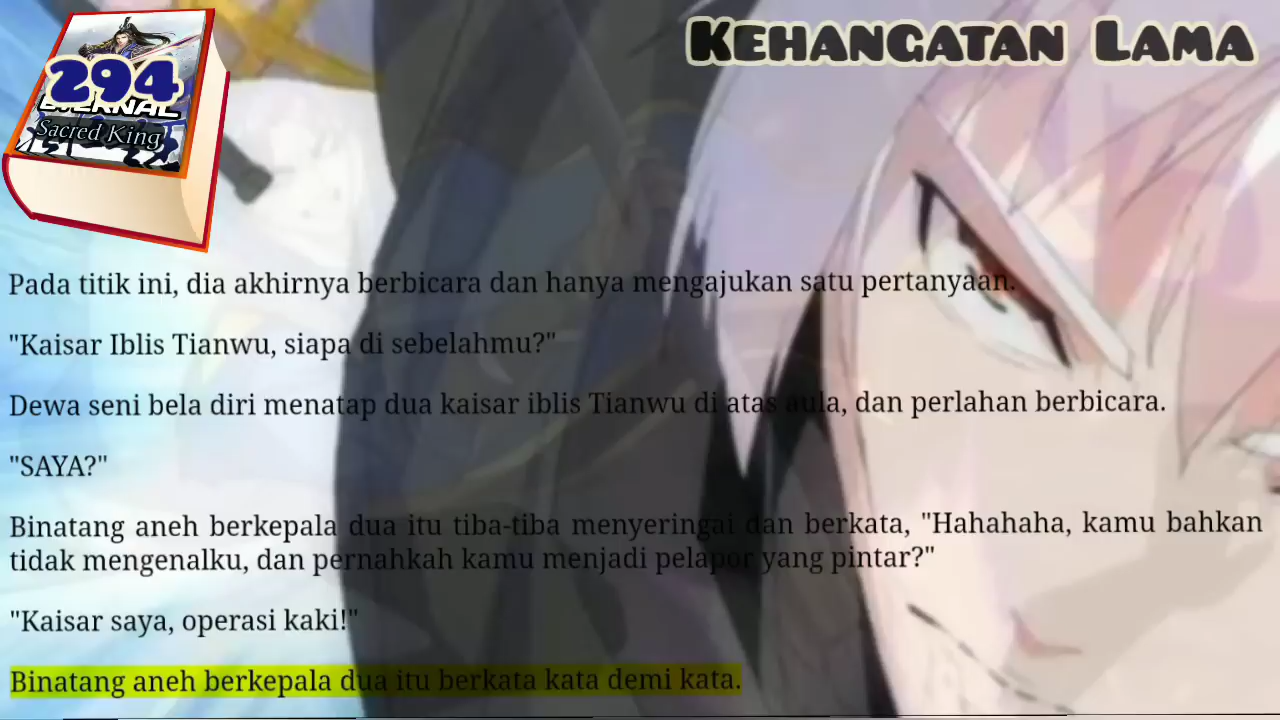 294
ETERNAL
Sacred King
KEHANGATAN LAMA
Pada titik ini, dia akhirnya berbicara dan hanya mengajukan satu pertanyaan.
"Kaisar Iblis Tianwu, siapa di sebelahmu?"
Dewa seni bela diri menatap dua kaisar iblis Tianwu di atas aula, dan perlahan berbicara.
"SAYA?"
Binatang aneh berkepala dua itu tiba-tiba menyeringai dan berkata, "Hahahaha, kamu bahkan
tidak mengenalku, dan pernahkah kamu menjadi pelapor yang pintar?"
"Kaisar saya, operasi kaki!"
Binatang aneh berkepala dua itu berkata kata demi kata.